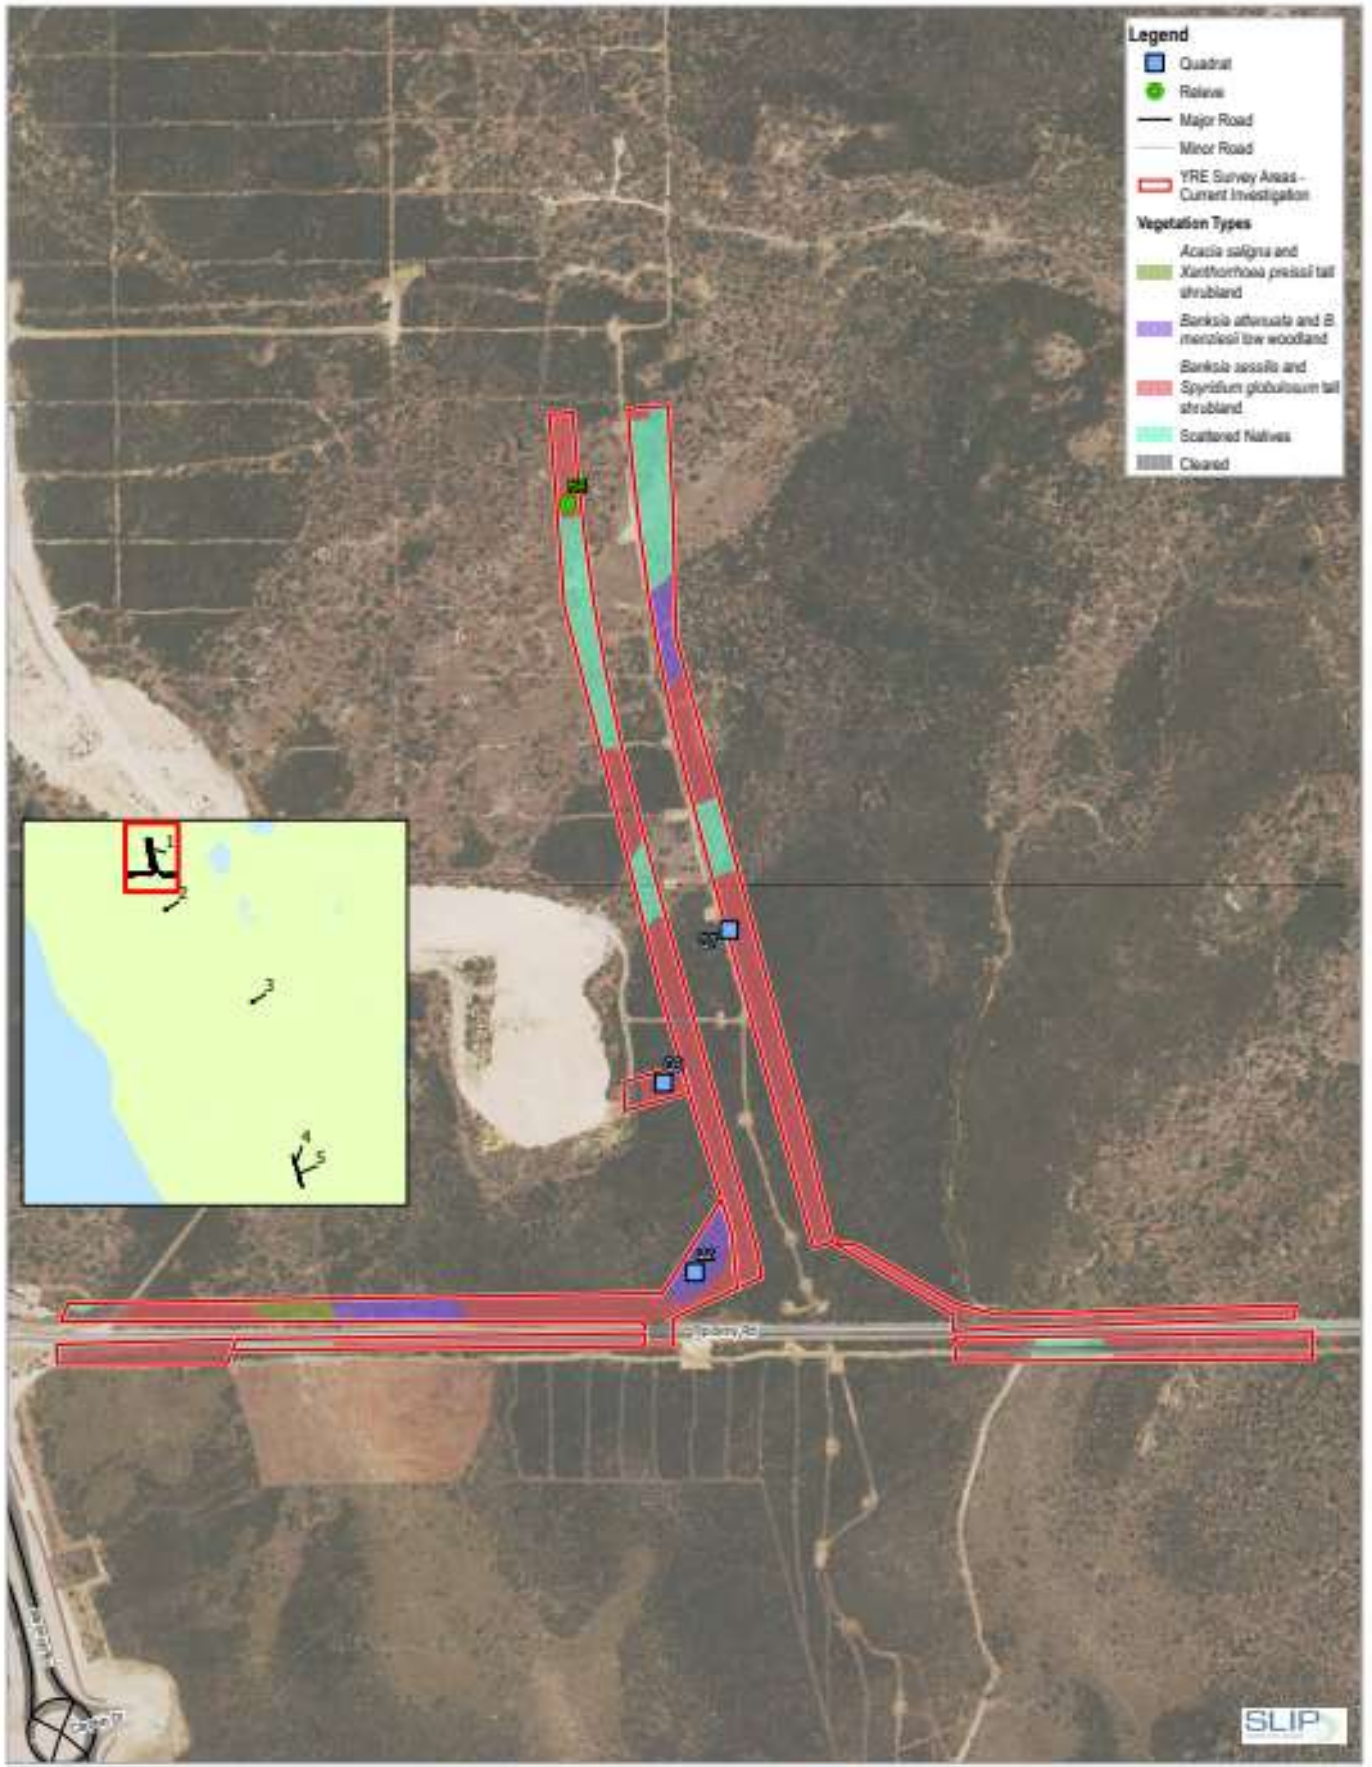 Legend
Quadrat
Releve
Major Road
Minor Road
YRE Survey Areas -
Current Investigation
Vegetation Types
Acacia saligna and
Xanthorrhoea preissii tall
shrubland
Banksia attenuata and B.
menziesii low woodland
Banksia sessilis and
Spyridium globulosum tall
shrubland
Scattered Natives
Cleared
1
2
3
4
5
Rd
Dr
SLIP